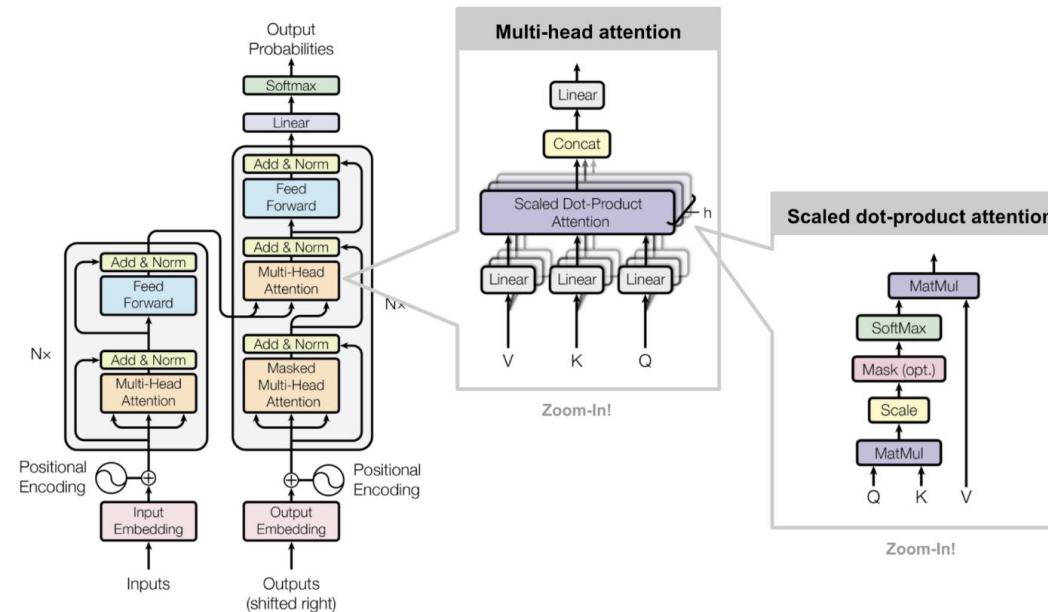 Output
Probabilities
Softmax
Linear
Add & Norm
Feed
Forward
Add & Norm
Multi-Head
Attention
Nx
Add & Norm
Masked
Multi-Head
Attention
Positional
Encoding
Output
Embedding
Outputs
(shifted right)
Add & Norm
Feed
Forward
Nx
Add & Norm
Multi-Head
Attention
Positional
Encoding
Input
Embedding
Inputs
Multi-head attention
Linear
Concat
Scaled Dot-Product
Attention
h
Linear
Linear
Linear
V
K
Q
Zoom-In!
Scaled dot-product attention
MatMul
SoftMax
Mask (opt.)
Scale
MatMul
Q
K
V
Zoom-In!